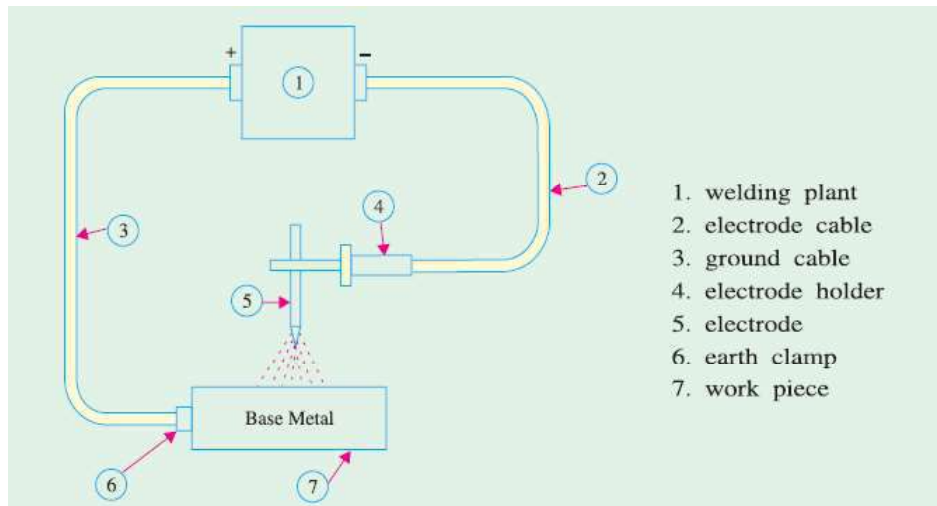 +
−
1
2
3
4
5
6
7
Base Metal
1. welding plant
2. electrode cable
3. ground cable
4. electrode holder
5. electrode
6. earth clamp
7. work piece